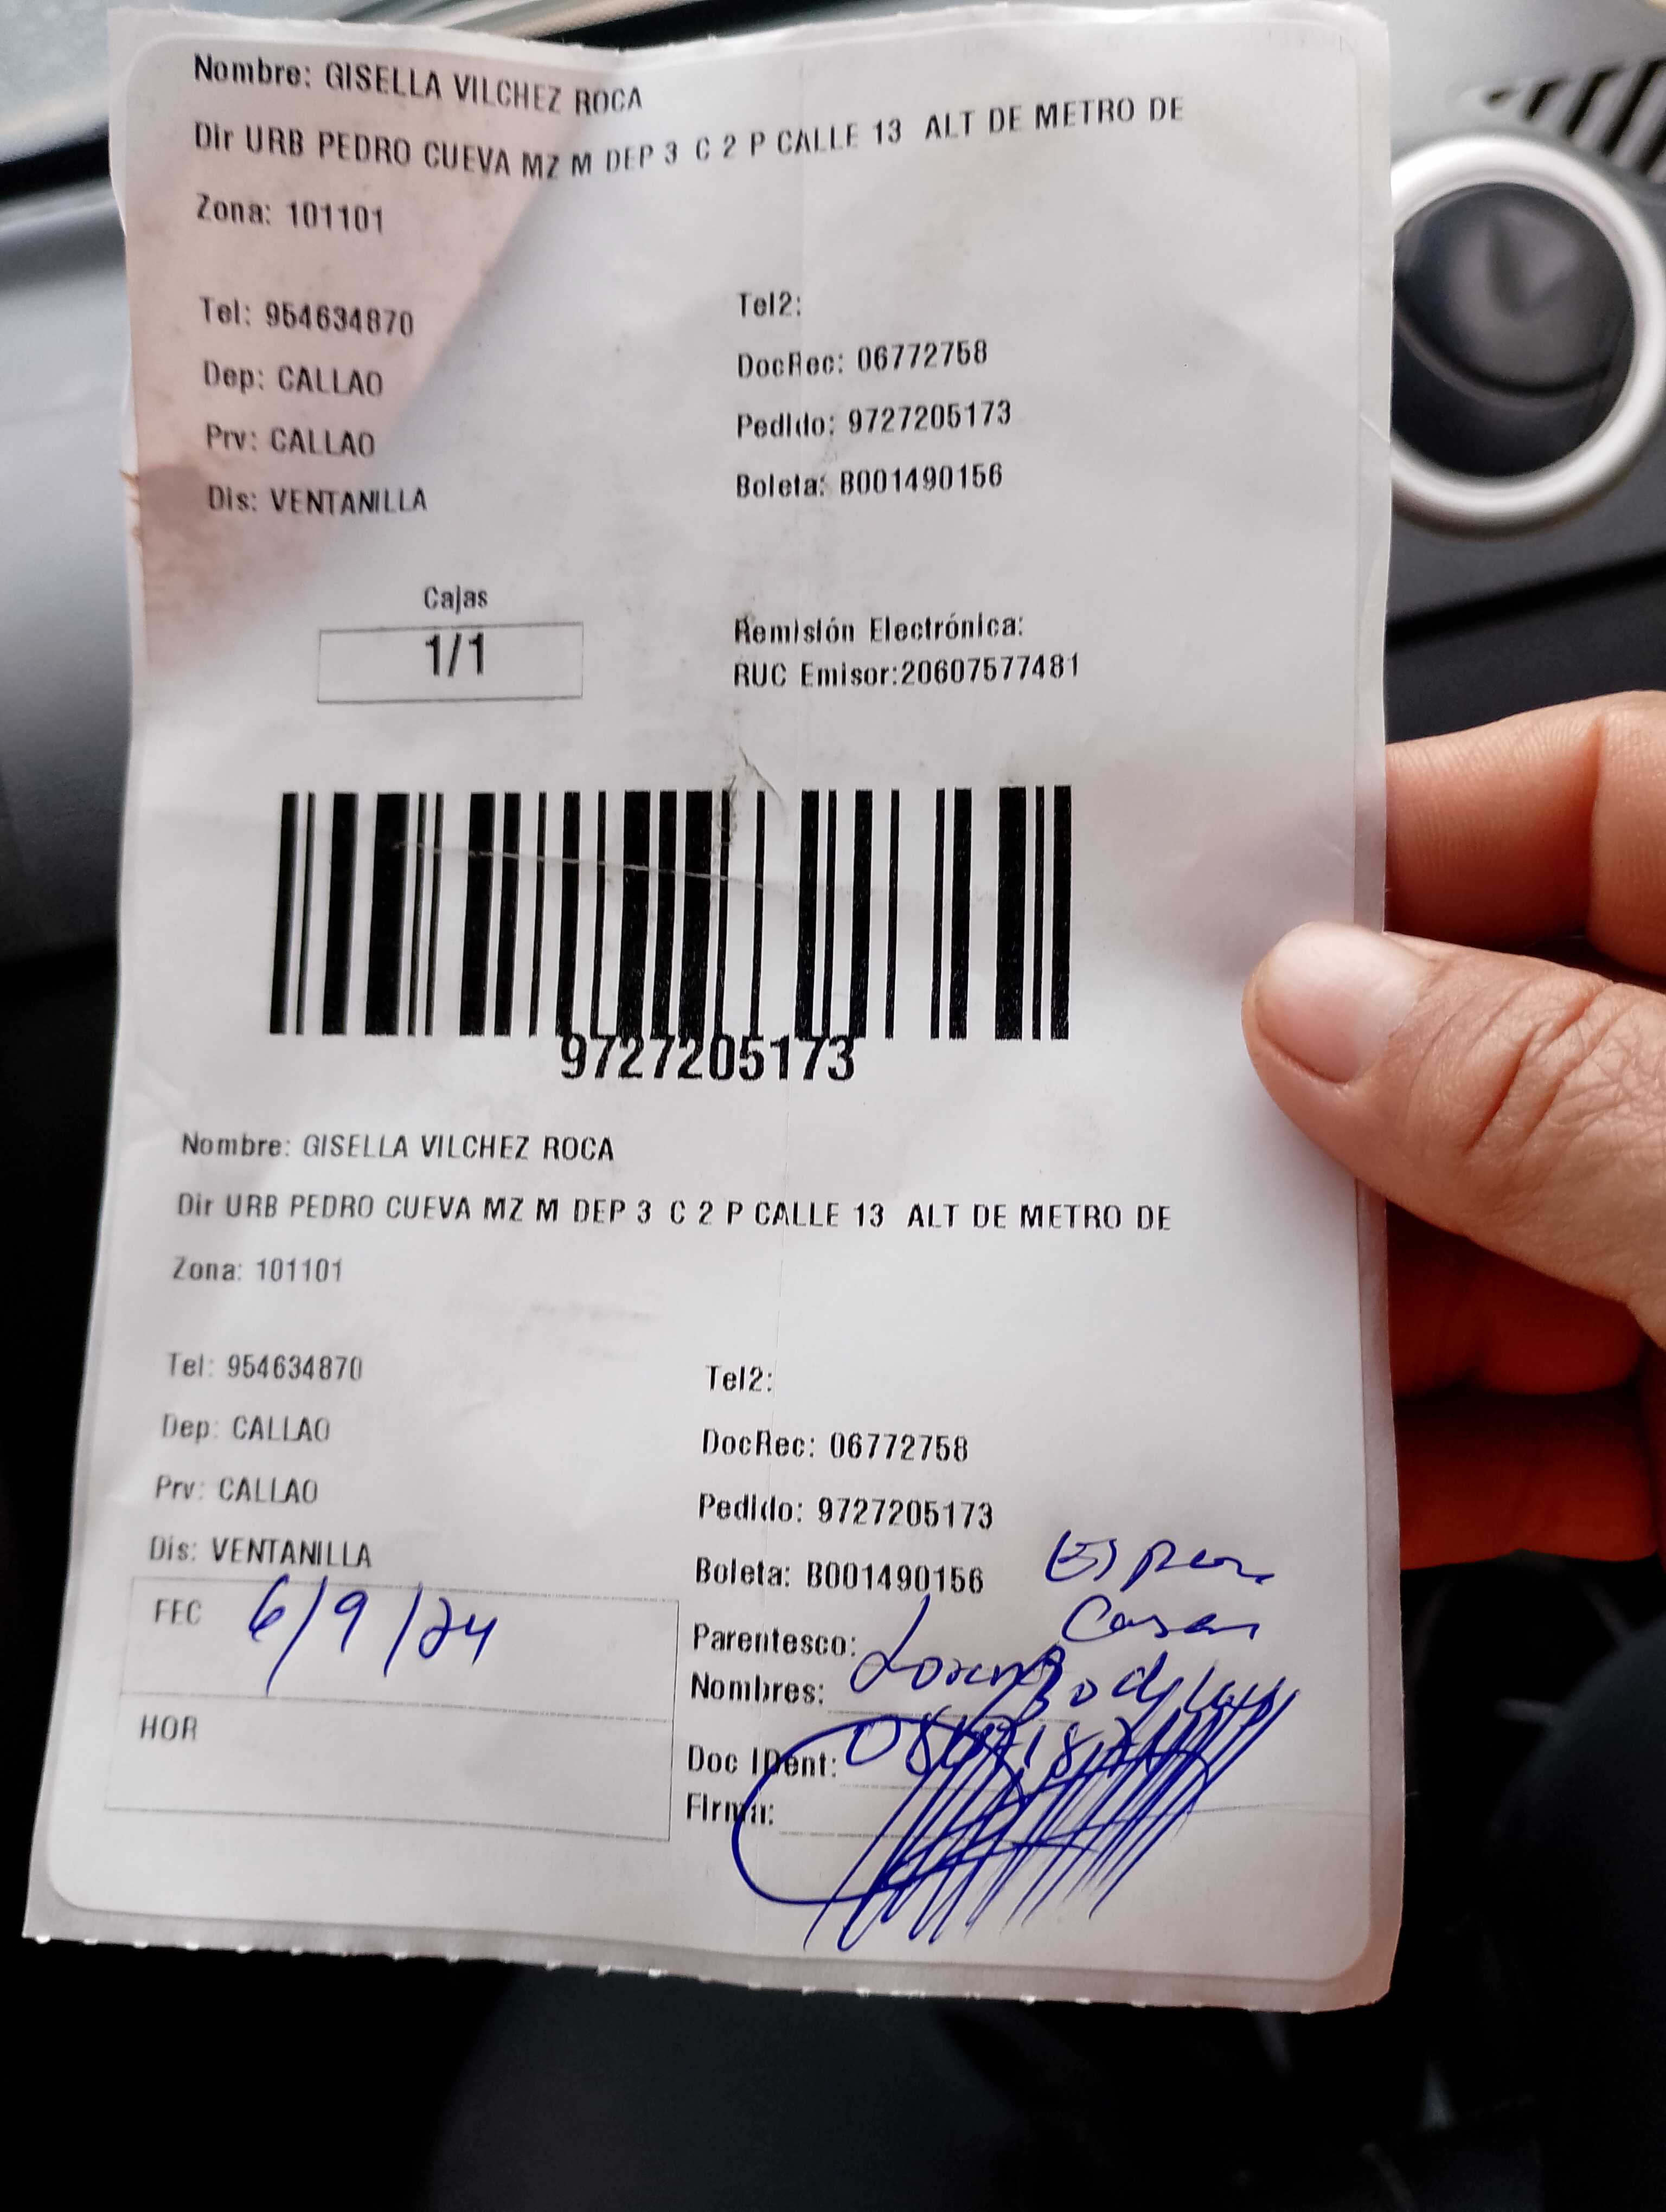 Nombre: GISELLA VILCHEZ ROCA
Dir URB PEDRO CUEVA MZ M DEP 3 C 2 P CALLE 13 ALT DE METRO DE
Zona: 101101
Tel: 954634870
Tel2:
Dep: CALLAO
DocRec: 06772758
Prv: CALLAO
Pedido: 9727205173
Dis: VENTANILLA
Boleta: B001490156
Cajas
1/1
Remisión Electrónica:
RUC Emisor:20607577481
9727205173
Nombre: GISELLA VILCHEZ ROCA
Dir URB PEDRO CUEVA MZ M DEP 3 C 2 P CALLE 13 ALT DE METRO DE
Zona: 101101
Tel: 954634870
Tel2:
Dep: CALLAO
DocRec: 06772758
Prv: CALLAO
Pedido: 9727205173
Dis: VENTANILLA
Boleta: B001490156
FEC 6/9/24
Parentesco:
Nombres:
HOR
Doc IDent:
Firma: